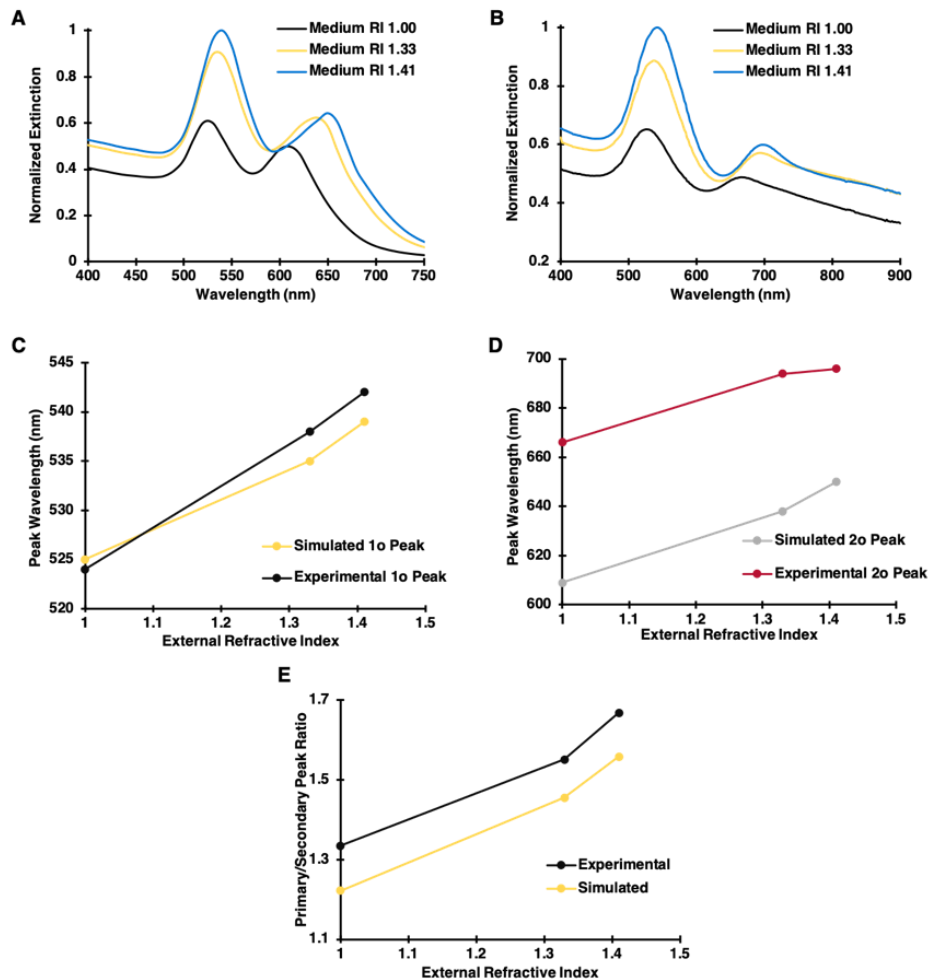 A
Medium RI 1.00
Medium RI 1.33
Medium RI 1.41
1
0.8
0.6
0.4
0.2
0
Normalized Extinction
400 450 500 550 600 650 700 750
Wavelength (nm)
B
Medium RI 1.00
Medium RI 1.33
Medium RI 1.41
1
0.8
0.6
0.4
0.2
Normalized Extinction
400 500 600 700 800 900
Wavelength (nm)
C
545
540
535
530
525
520
Peak Wavelength (nm)
Simulated 1o Peak
Experimental 1o Peak
1 1.1 1.2 1.3 1.4 1.5
External Refractive Index
D
700
680
660
640
620
600
Peak Wavelength (nm)
Simulated 2o Peak
Experimental 2o Peak
1 1.1 1.2 1.3 1.4 1.5
External Refractive Index
E
1.7
1.5
1.3
1.1
Primary/Secondary Peak Ratio
Experimental
Simulated
1 1.1 1.2 1.3 1.4 1.5
External Refractive Index